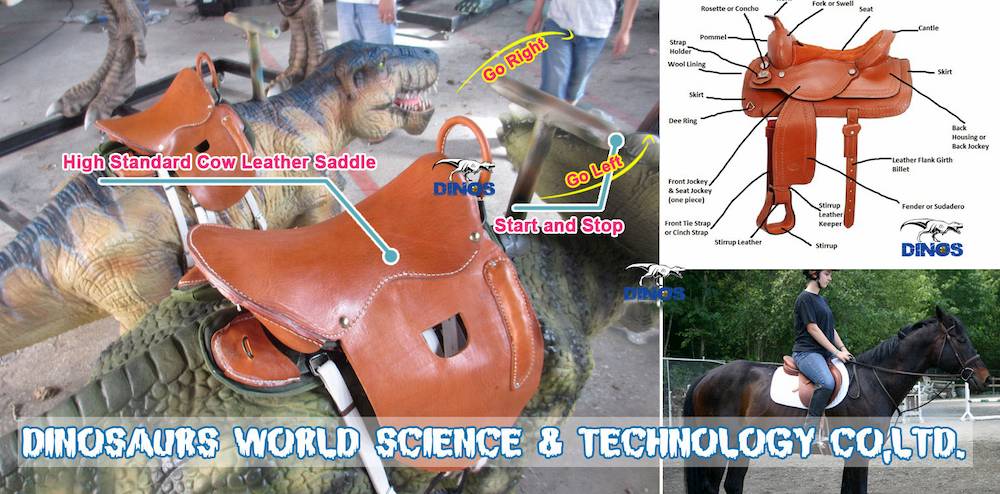 High Standard Cow Leather Saddle
Go Right
Go Left
Start and Stop
DINOS
DINOS
DINOSAURS WORLD SCIENCE & TECHNOLOGY CO,LTD.
Rosette or Concho
Fork or Swell
Seat
Cantle
Pommel
Strap
Holder
Wool Lining
Skirt
Skirt
Dee Ring
Back
Housing or
Back Jockey
Leather Flank Girth
Billet
Front Jockey
& Seat Jockey
(one piece)
Stirrup
Leather
Keeper
Fender or Sudadero
Front Tie Strap
or Cinch Strap
Stirrup Leather
Stirrup
DINOS